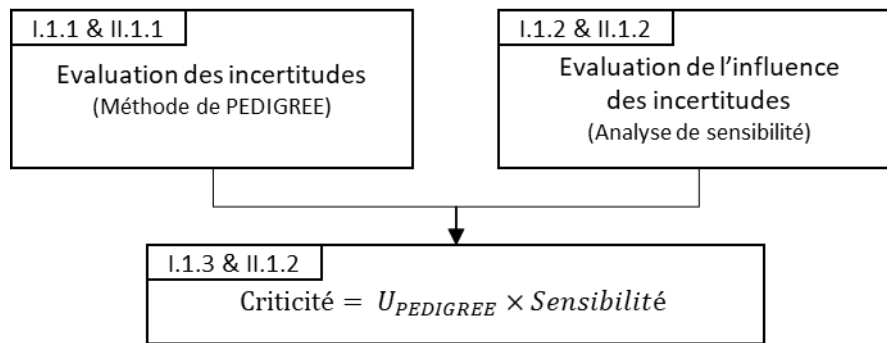 I.1.1 & II.1.1
Evaluation des incertitudes
(Méthode de PEDIGREE)
I.1.2 & II.1.2
Evaluation de l’influence
des incertitudes
(Analyse de sensibilité)
I.1.3 & II.1.2
Criticité = U_PEDIGREE × Sensibilité